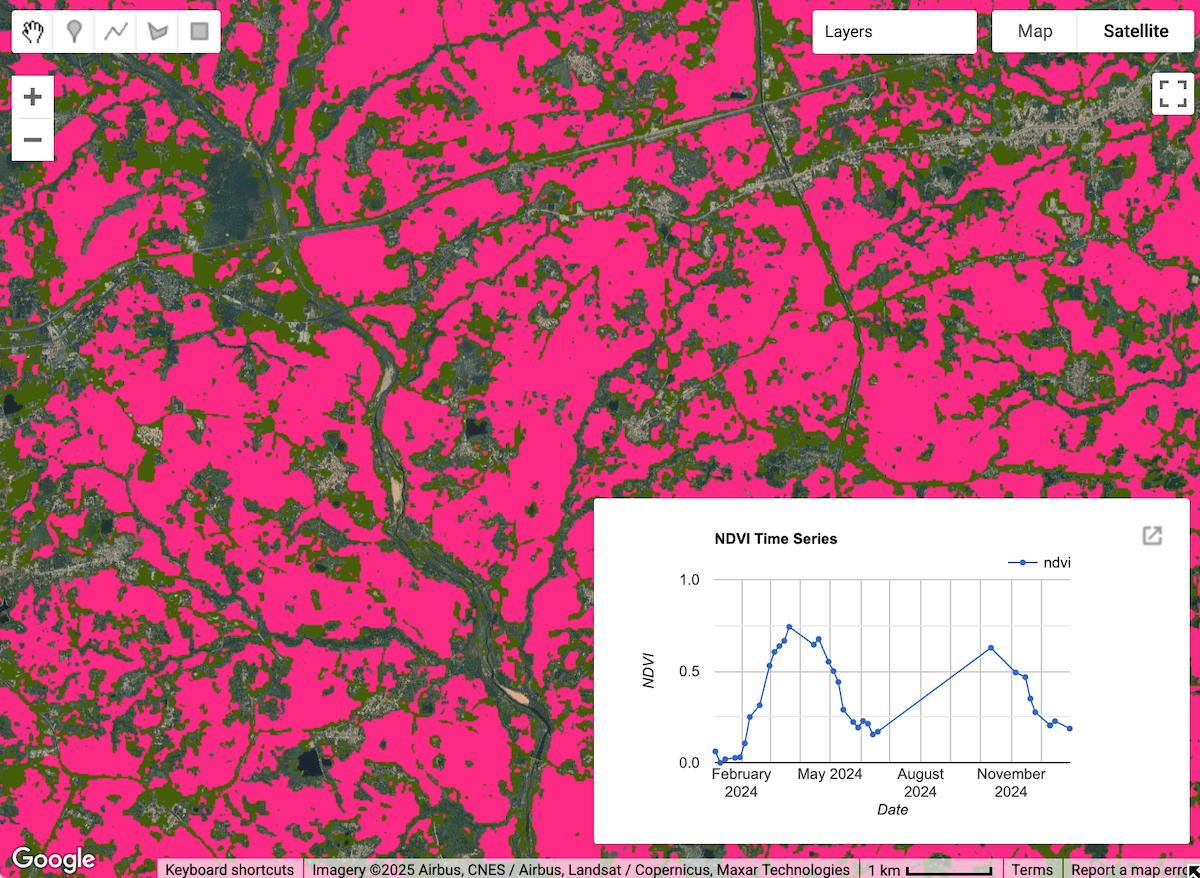 Layers
Map
Satellite
+
−
NDVI Time Series
ndvi
1.0
0.5
0.0
NDVI
February
2024
May 2024
August
2024
November
2024
Date
Google
Keyboard shortcuts
Imagery ©2025 Airbus, CNES / Airbus, Landsat / Copernicus, Maxar Technologies
1 km
Terms
Report a map erro